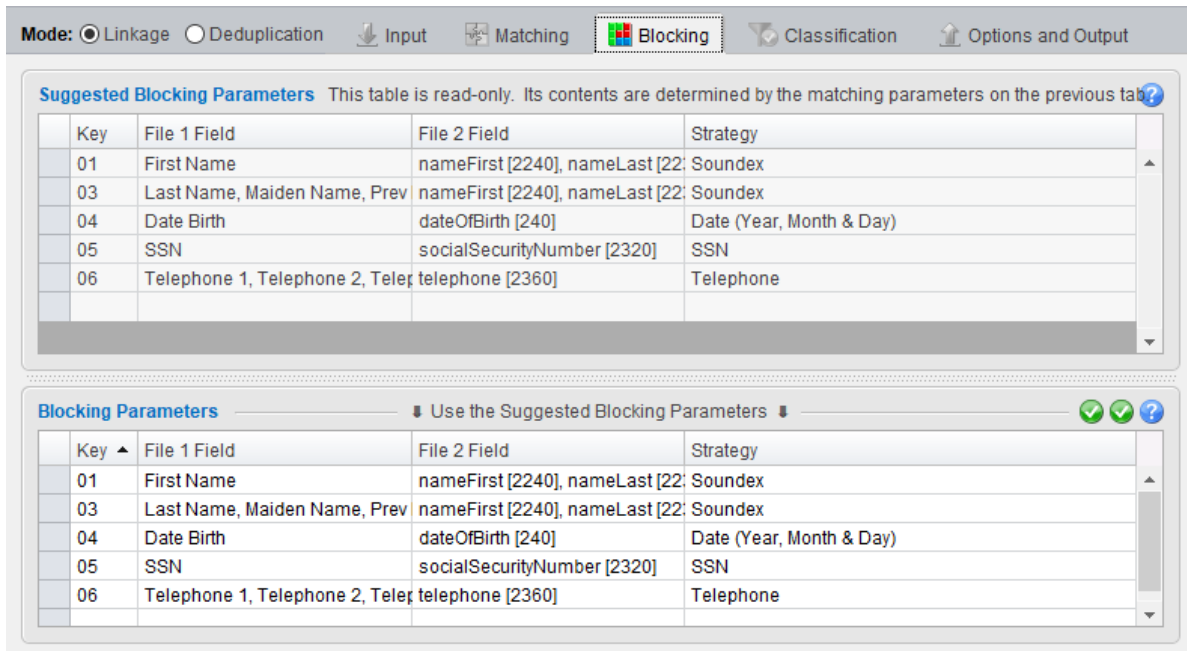 Mode: Linkage Deduplication Input Matching Blocking Classification Options and Output
Suggested Blocking Parameters This table is read-only. Its contents are determined by the matching parameters on the previous tab
Key File 1 Field File 2 Field Strategy
01 First Name nameFirst [2240], nameLast [22 Soundex
03 Last Name, Maiden Name, Prev nameFirst [2240], nameLast [22 Soundex
04 Date Birth dateOfBirth [240] Date (Year, Month & Day)
05 SSN socialSecurityNumber [2320] SSN
06 Telephone 1, Telephone 2, Telep telephone [2360] Telephone
Blocking Parameters ⬇ Use the Suggested Blocking Parameters ⬇
Key File 1 Field File 2 Field Strategy
01 First Name nameFirst [2240], nameLast [22 Soundex
03 Last Name, Maiden Name, Prev nameFirst [2240], nameLast [22 Soundex
04 Date Birth dateOfBirth [240] Date (Year, Month & Day)
05 SSN socialSecurityNumber [2320] SSN
06 Telephone 1, Telephone 2, Telep telephone [2360] Telephone